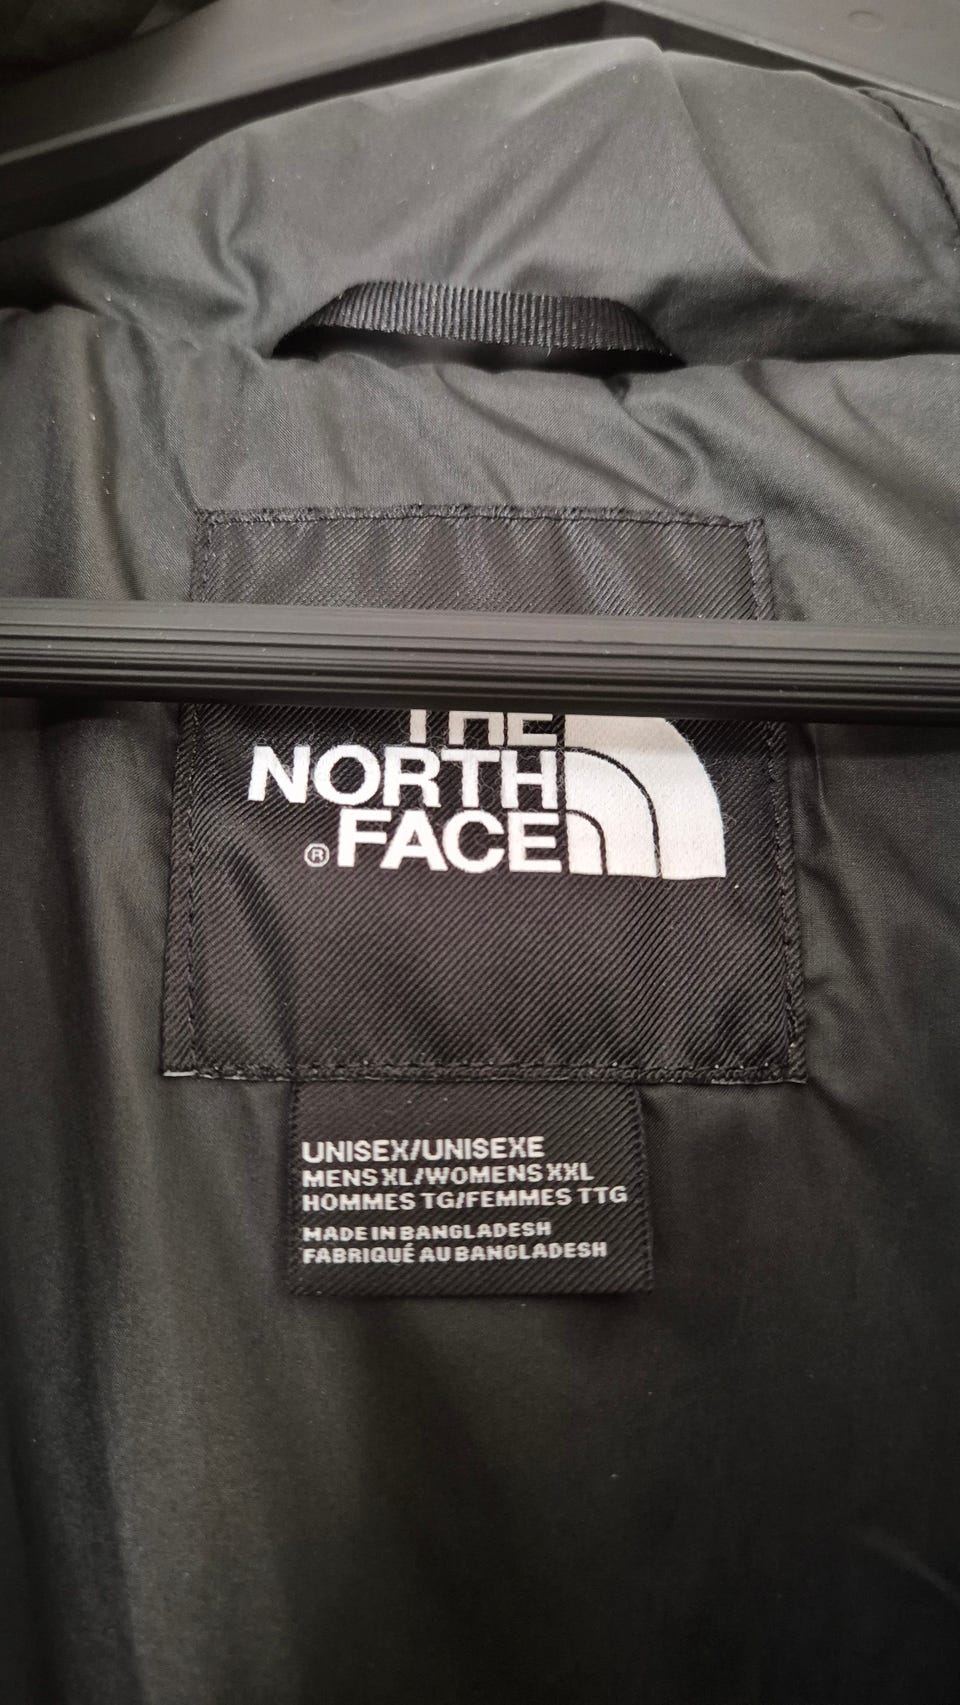 THE
NORTH
®FACE
UNISEX/UNISEXE
MENS XL/WOMENS XXL
HOMMES TG/FEMMES TTG
MADE IN BANGLADESH
FABRIQUÉ AU BANGLADESH